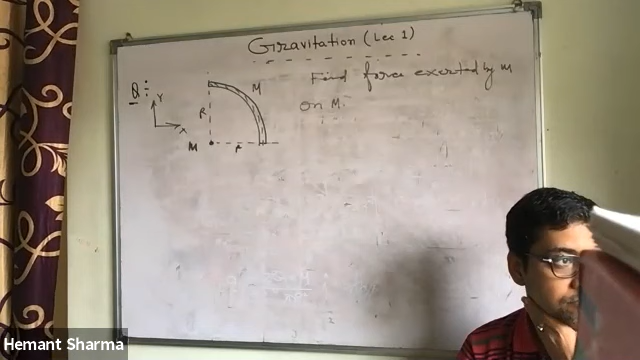 Gravitation (Lec 1)
Q:
Find force exerted by m
on M.
Y
X
R
M
M
R
Hemant Sharma